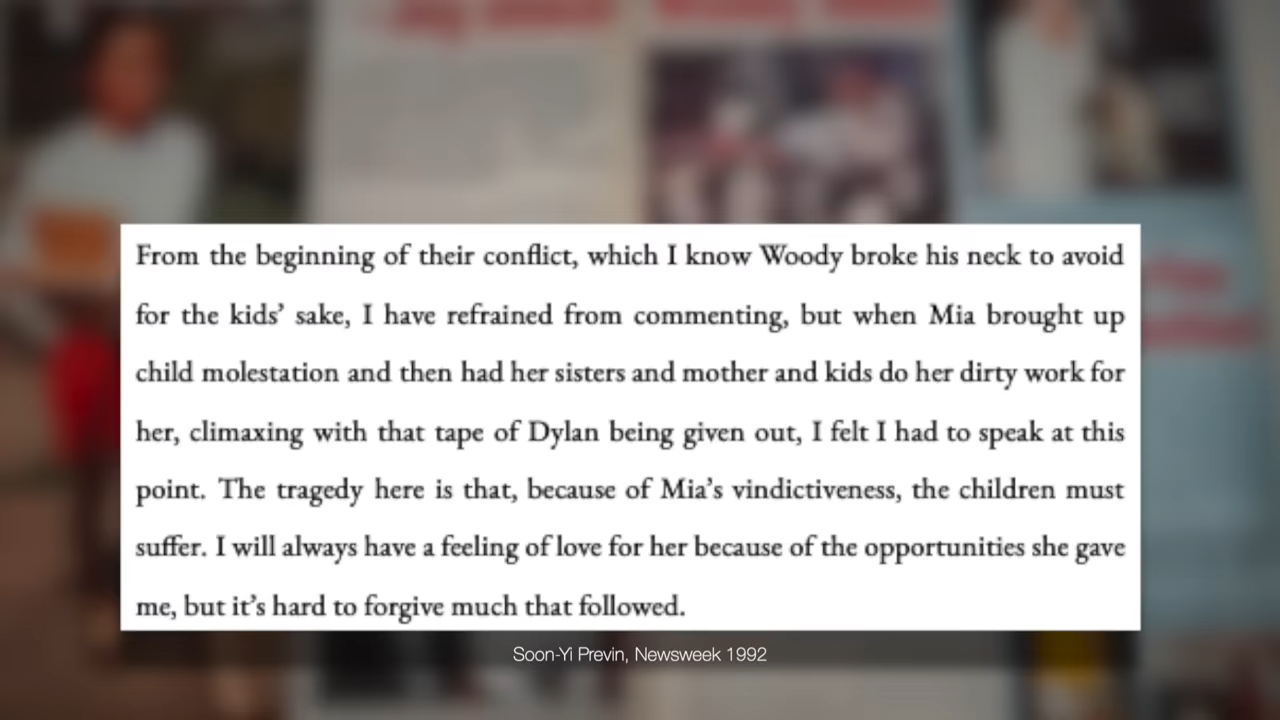 From the beginning of their conflict, which I know Woody broke his neck to avoid
for the kids’ sake, I have refrained from commenting, but when Mia brought up
child molestation and then had her sisters and mother and kids do her dirty work for
her, climaxing with that tape of Dylan being given out, I felt I had to speak at this
point. The tragedy here is that, because of Mia’s vindictiveness, the children must
suffer. I will always have a feeling of love for her because of the opportunities she gave
me, but it’s hard to forgive much that followed.
Soon-Yi Previn, Newsweek 1992